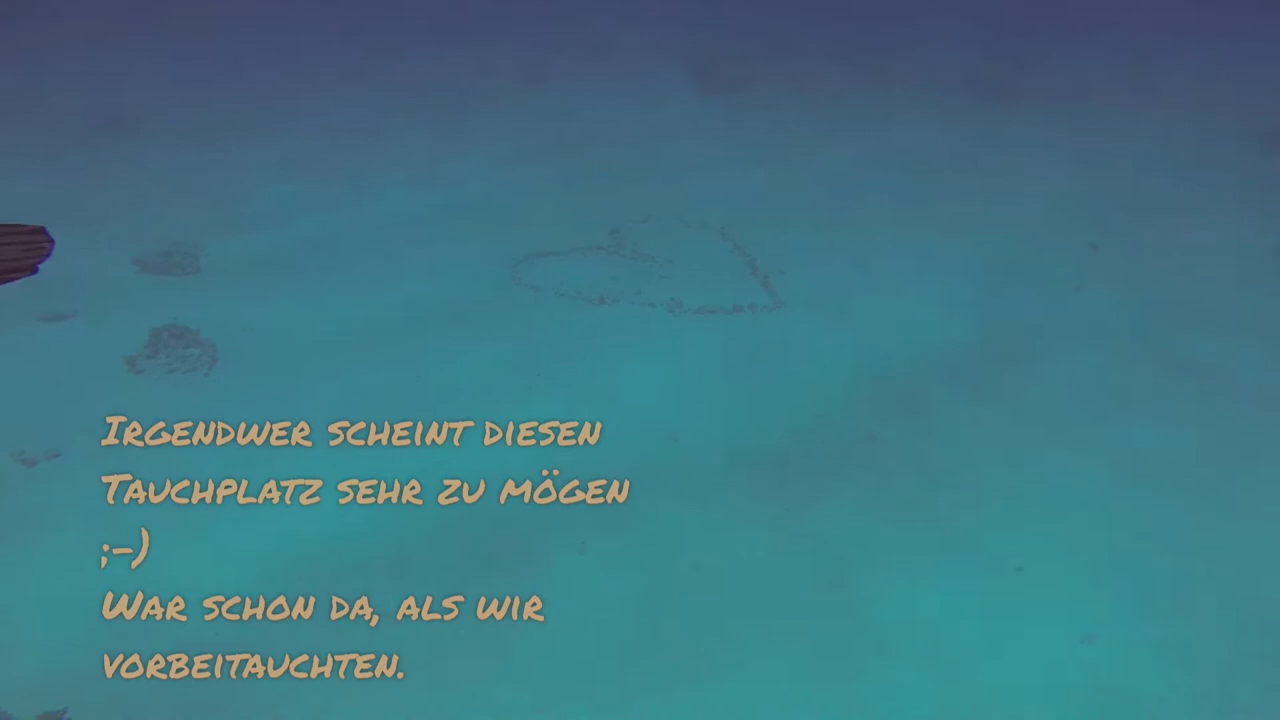 Irgendwer scheint diesen
Tauchplatz sehr zu mögen
;-)
War schon da, als wir
vorbeitauchten.